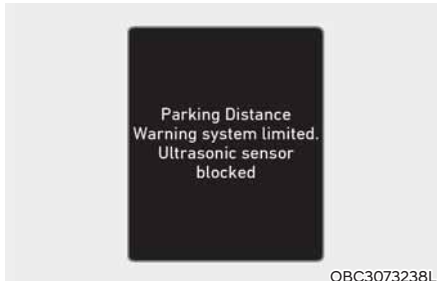 Parking Distance
Warning system limited.
Ultrasonic sensor
blocked
OBC3073238L